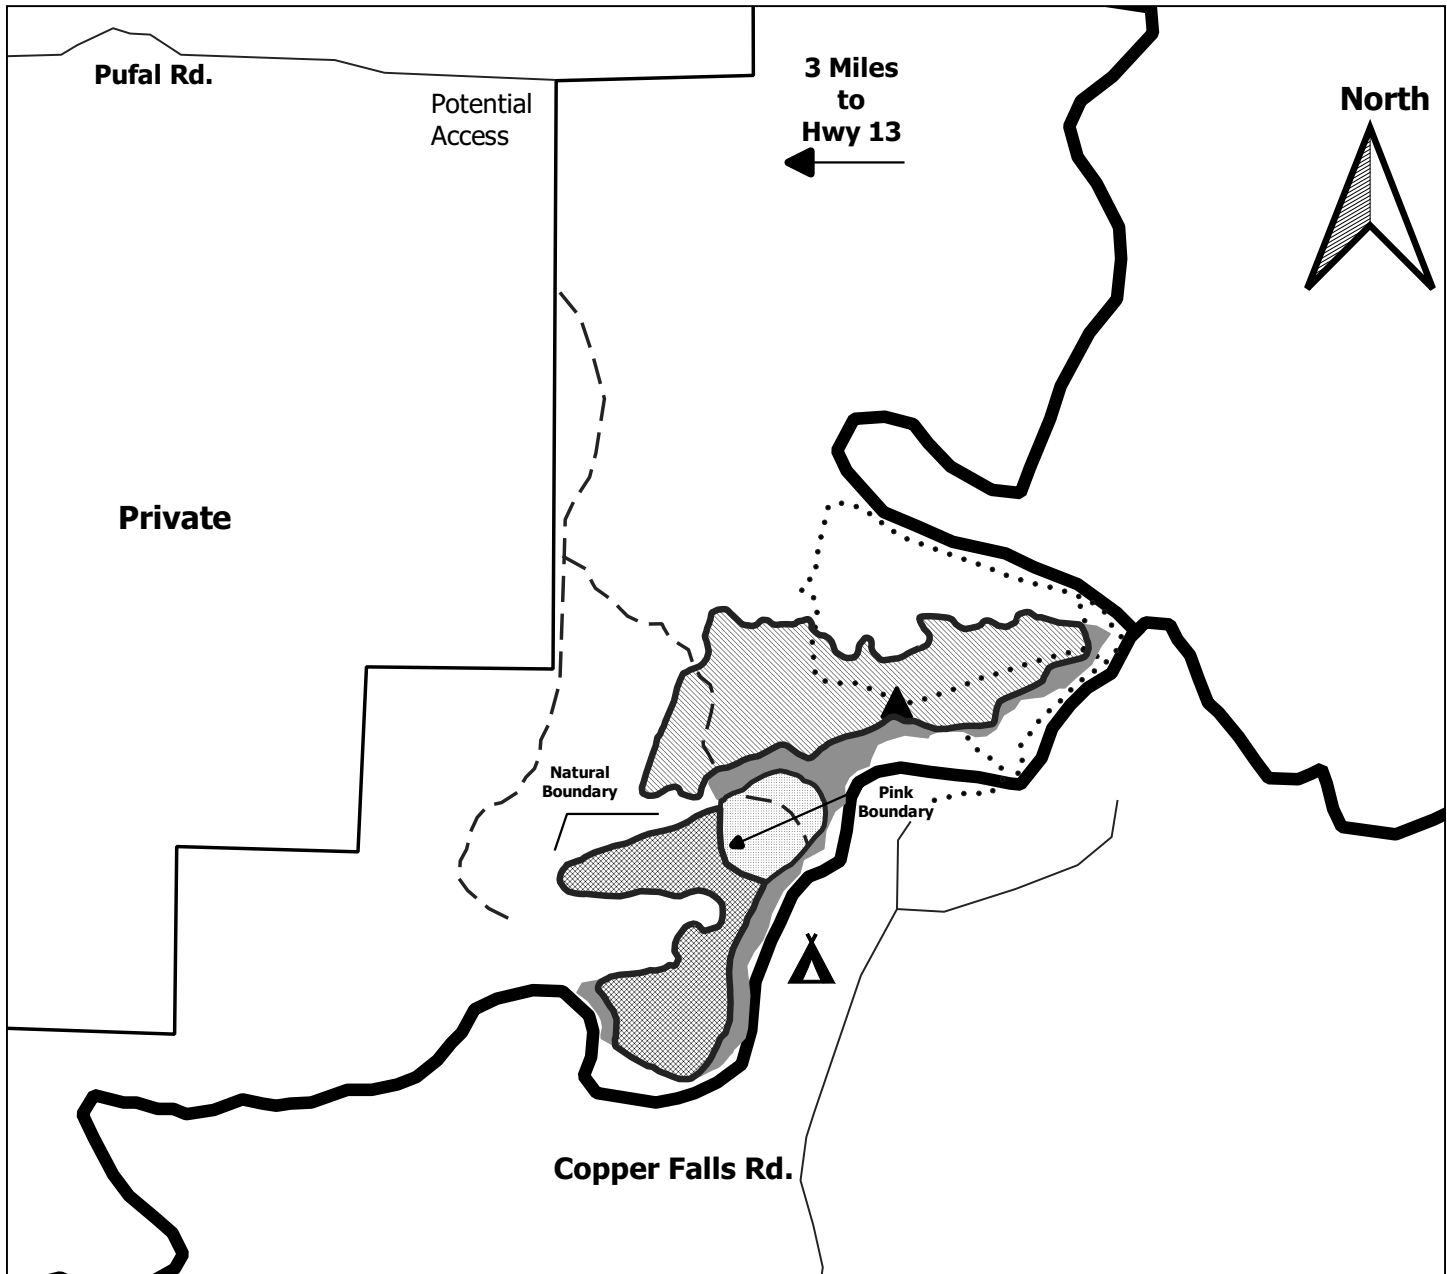 Pufal Rd.
Potential
Access
3 Miles
to
Hwy 13
North
Private
Natural
Boundary
Pink
Boundary
Copper Falls Rd.